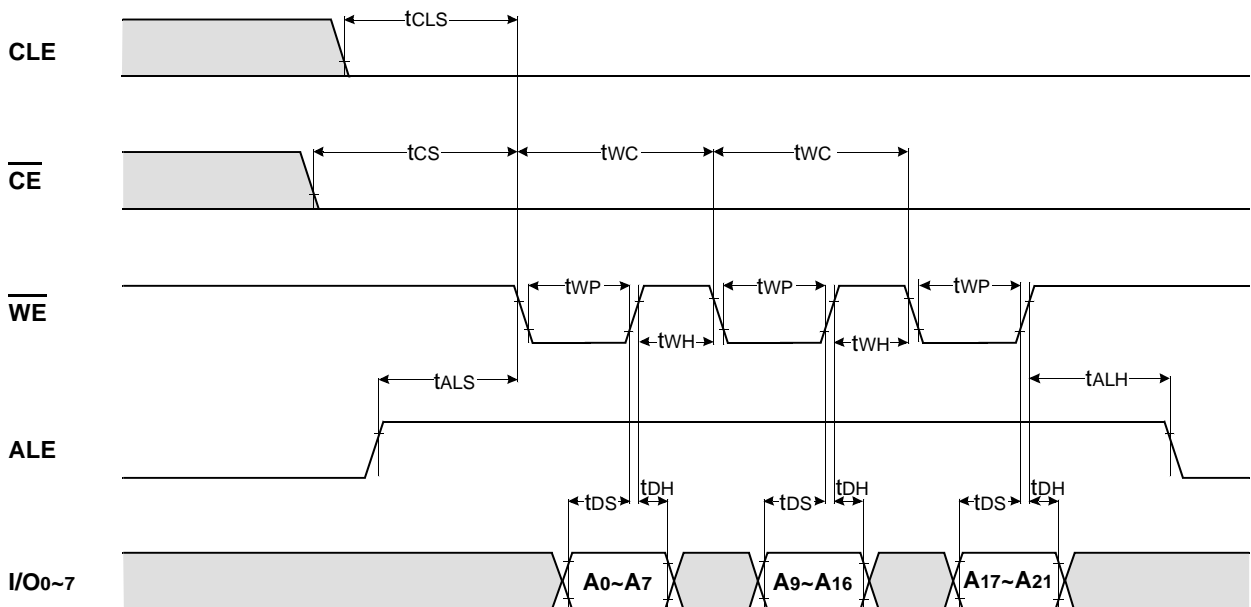 tCLS
CLE
tCS tWC tWC
CE
tWP tWP tWP
WE
tWH tWH
tALS tALH
ALE
tDS tDH tDS tDH tDS tDH
I/O0~7 A0~A7 A9~A16 A17~A21